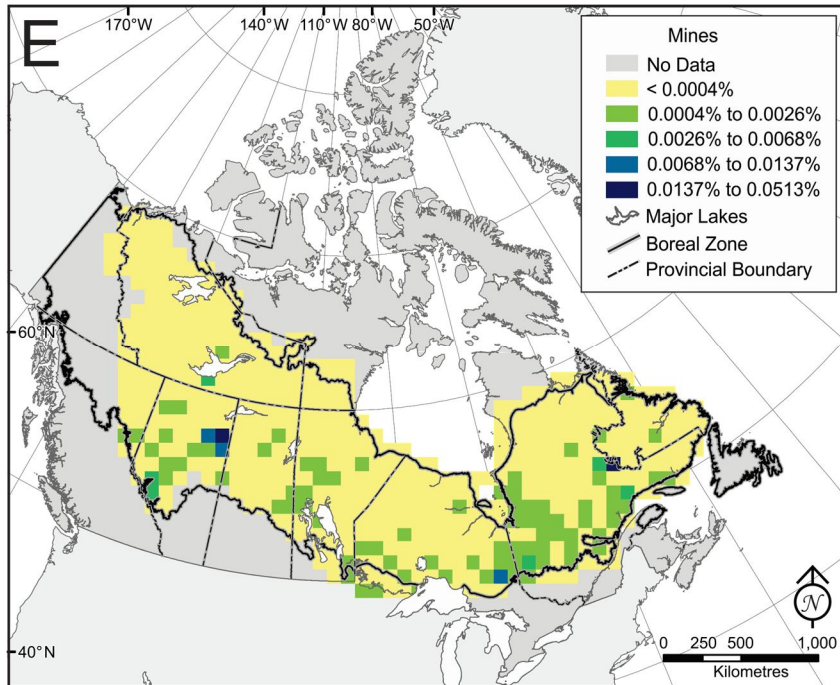 E
170°W 140°W 110°W 80°W 50°W
60°N
40°N
Mines
No Data
< 0.0004%
0.0004% to 0.0026%
0.0026% to 0.0068%
0.0068% to 0.0137%
0.0137% to 0.0513%
Major Lakes
Boreal Zone
Provincial Boundary
N
0 250 500 1,000
Kilometres